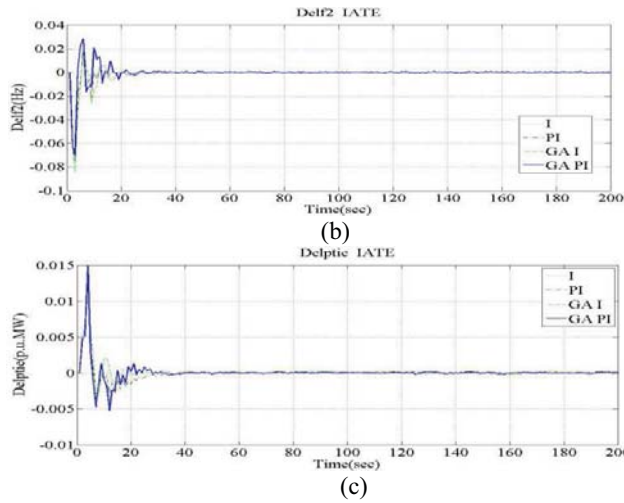 Delf2 IATE
0.04
0.02
0
-0.02
-0.04
-0.06
-0.08
-0.1
Delf2(Hz)
I
PI
GA I
GA PI
0 20 40 60 80 100 120 140 160 180 200
Time(sec)
(b)
Delptie IATE
0.015
0.01
0.005
0
-0.005
-0.01
Delptie(p.u.MW)
I
PI
GA I
GA PI
0 20 40 60 80 100 120 140 160 180 200
Time(sec)
(c)